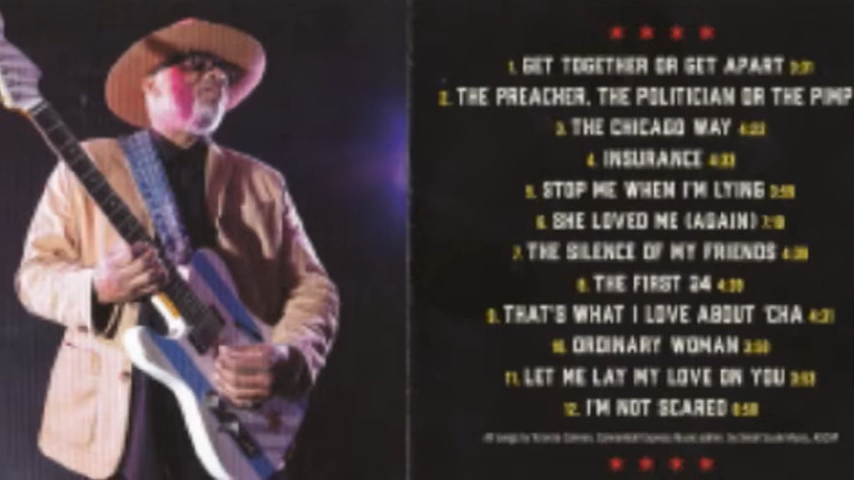 1. GET TOGETHER OR GET APART
2. THE PREACHER, THE POLITICIAN OR THE PIMP
3. THE CHICAGO WAY
4. INSURANCE
5. STOP ME WHEN I'M LYING
6. SHE LOVED ME (AGAIN)
7. THE SILENCE OF MY FRIENDS
8. THE FIRST 24
9. THAT'S WHAT I LOVE ABOUT 'CHA
10. ORDINARY WOMAN
11. LET ME LAY MY LOVE ON YOU
12. I'M NOT SCARED